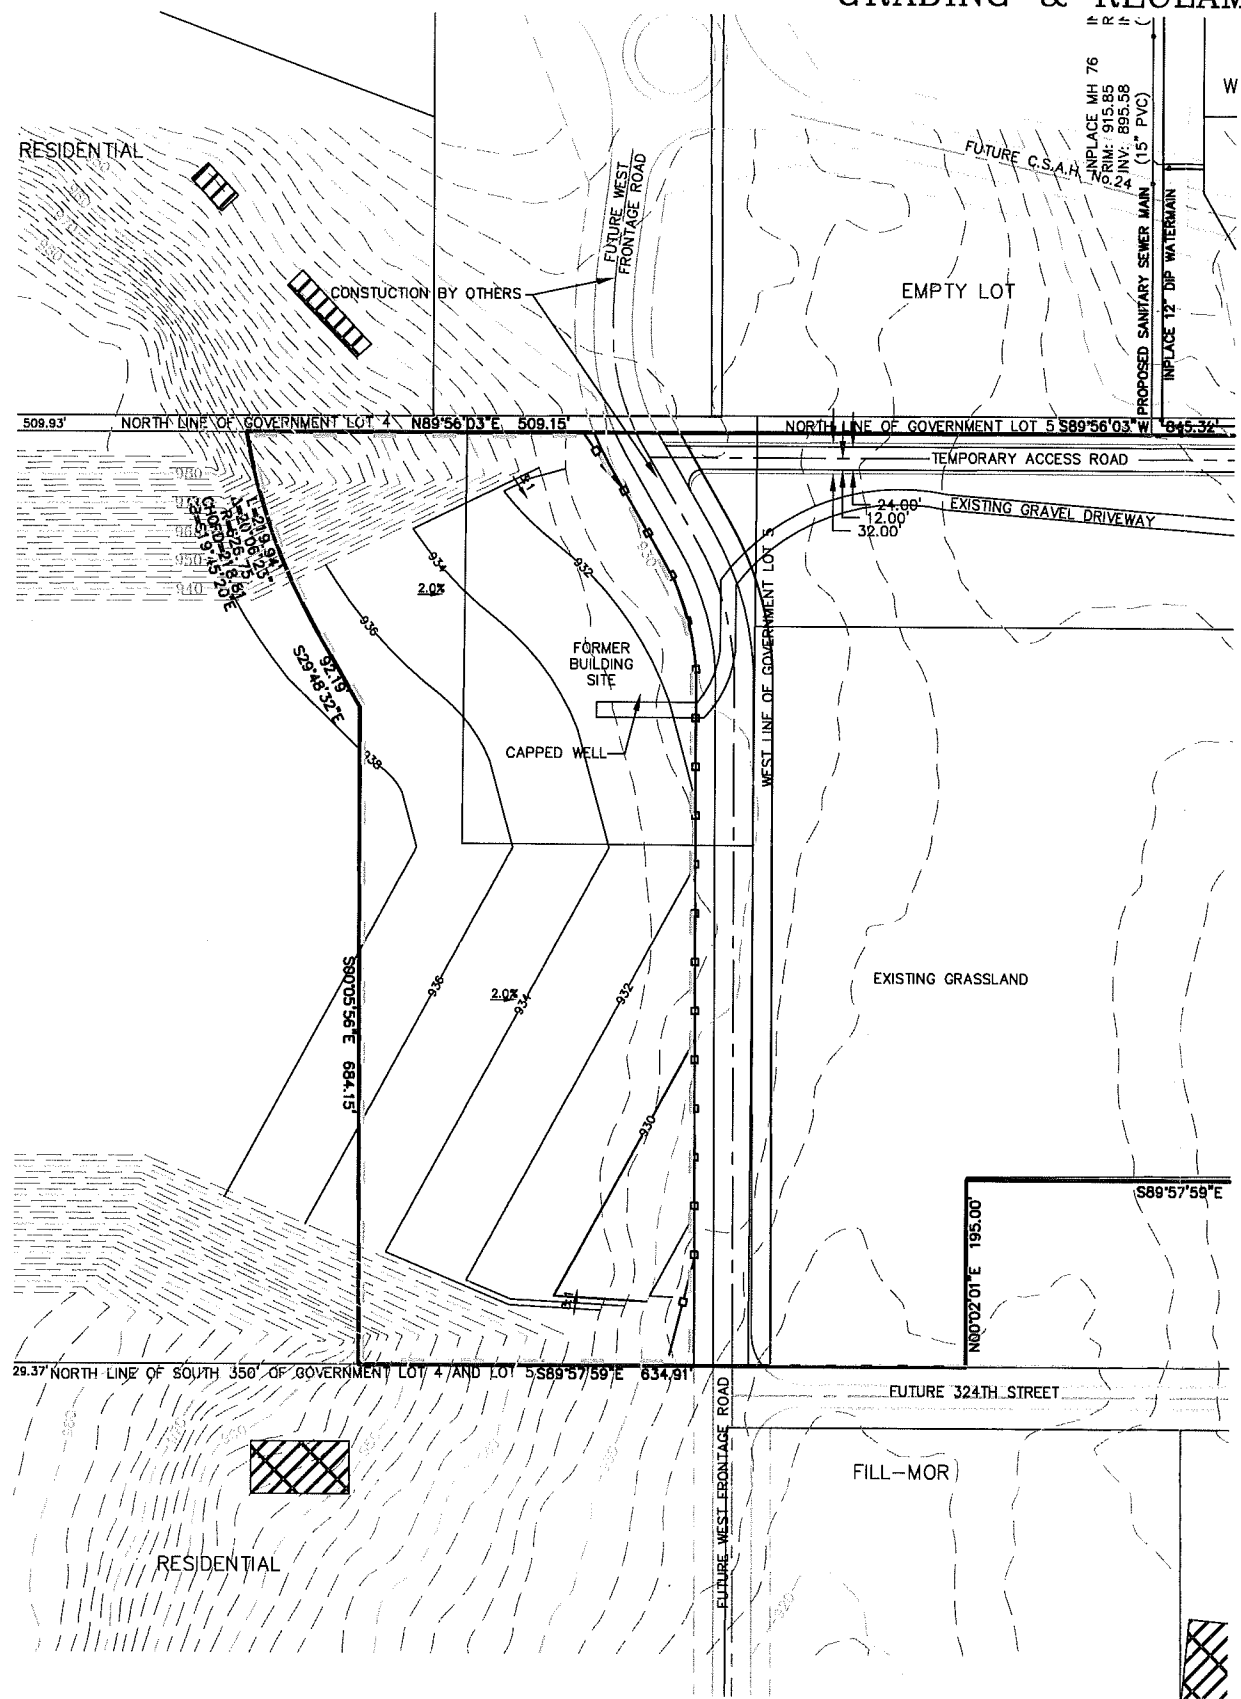 GRADING & RECLAM
INPLACE MH 76
RIM: 915.85
INV: 895.58
(15" PVC)
W
RESIDENTIAL
FUTURE C.S.A.H. No.24
FUTURE WEST
FRONTAGE ROAD
PROPOSED SANITARY SEWER MAIN
INPLACE 12" DIP WATERMAIN
CONSTUCTION BY OTHERS
EMPTY LOT
509.93'
NORTH LINE OF GOVERNMENT LOT 4
N89°56'03"E 509.15'
NORTH LINE OF GOVERNMENT LOT 5
S89°56'03"W 845.32'
TEMPORARY ACCESS ROAD
24.00'
12.00'
32.00'
EXISTING GRAVEL DRIVEWAY
950
940
L=219.94
Δ=20°06'23"
930
934
932
2.0%
936
FORMER
BUILDING
SITE
WEST LINE OF GOVERNMENT LOT 5
92.19'
S29°48'32"E
CAPPED WELL
938
S00°05'56"E 684.15'
936
2.0%
934
932
EXISTING GRASSLAND
930
S89°57'59"E
N00°02'01"E 195.00'
29.37'
NORTH LINE OF SOUTH 350' OF GOVERNMENT LOT 4 AND LOT 5
S89°57'59"E 634.91'
FUTURE 324TH STREET
FUTURE WEST FRONTAGE ROAD
FILL-MOR
RESIDENTIAL
920